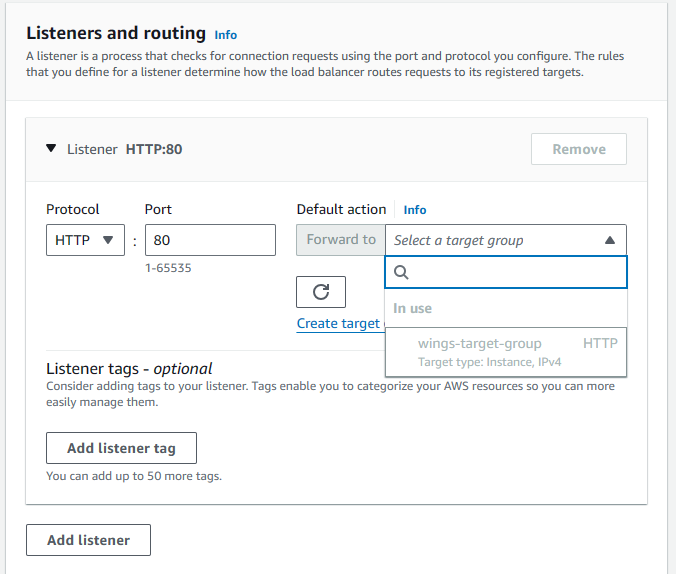 Listeners and routing Info
A listener is a process that checks for connection requests using the port and protocol you configure. The rules
that you define for a listener determine how the load balancer routes requests to its registered targets.
Listener HTTP:80
Remove
Protocol
Port
Default action Info
HTTP
:
80
Forward to
Select a target group
1-65535
In use
Create target
wings-target-group HTTP
Target type: Instance, IPv4
Listener tags - optional
Consider adding tags to your listener. Tags enable you to categorize your AWS resources so you can more
easily manage them.
Add listener tag
You can add up to 50 more tags.
Add listener